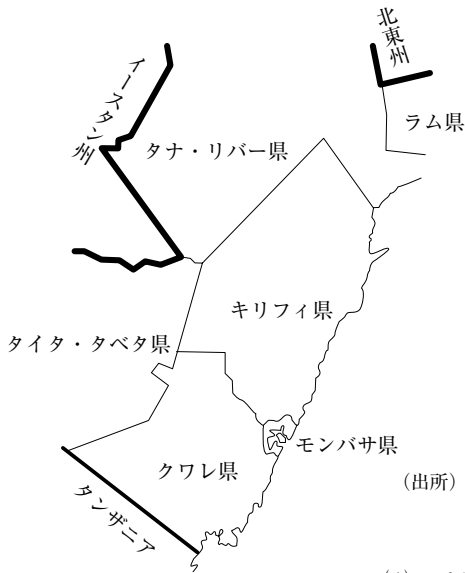 北東州
イースタン州
ラム県
タナ・リバー県
キリフィ県
タイタ・タベタ県
モンバサ県
クワレ県
(出所)
タンザニア